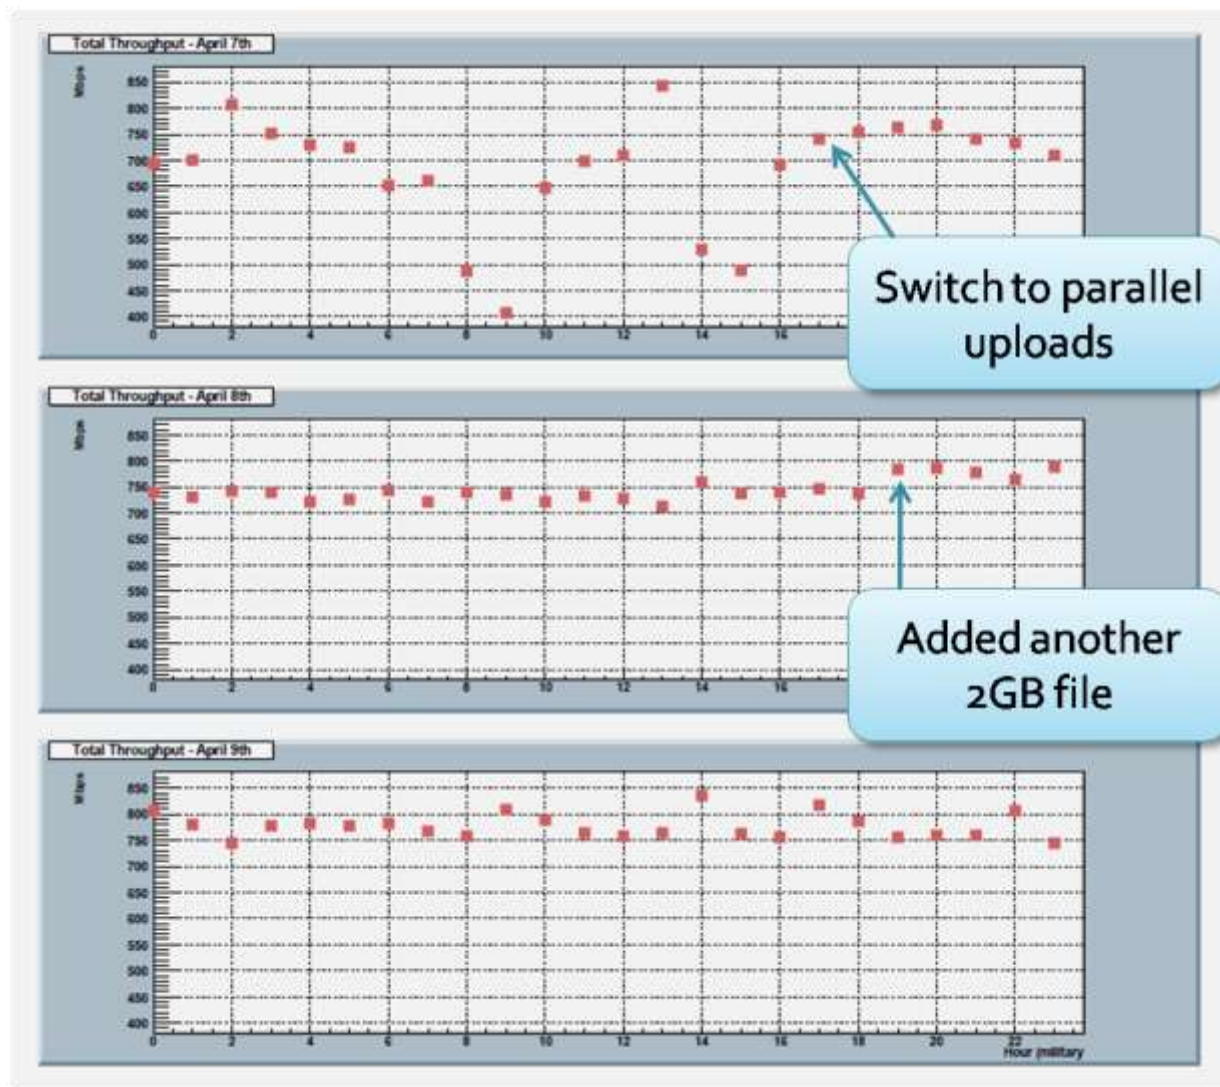 Total Throughput - April 7th
Mbps
850
800
750
700
650
600
550
500
450
400
0 2 4 6 8 10 12 14 16
Switch to parallel
uploads
Total Throughput - April 8th
Mbps
850
800
750
700
650
600
550
500
450
400
0 2 4 6 8 10 12 14 16
Added another
2GB file
Total Throughput - April 9th
Mbps
850
800
750
700
650
600
550
500
450
400
0 2 4 6 8 10 12 14 16 18 20 22
Hour (military